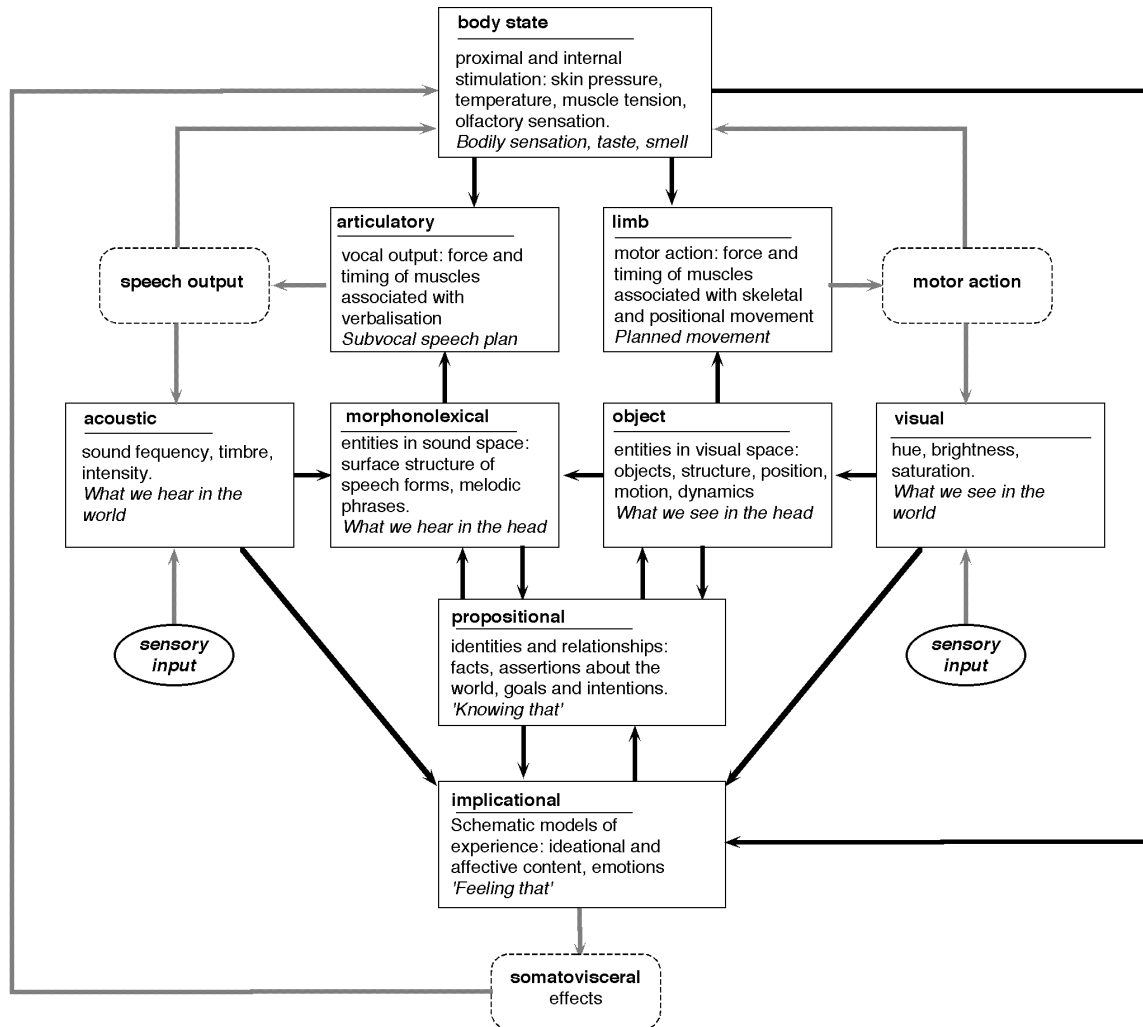 body state
proximal and internal
stimulation: skin pressure,
temperature, muscle tension,
olfactory sensation.
Bodily sensation, taste, smell
articulatory
vocal output: force and
timing of muscles
associated with
verbalisation
Subvocal speech plan
limb
motor action: force and
timing of muscles
associated with skeletal
and positional movement
Planned movement
speech output
motor action
acoustic
sound fequency, timbre,
intensity.
What we hear in the
world
morphonolexical
entities in sound space:
surface structure of
speech forms, melodic
phrases.
What we hear in the head
object
entities in visual space:
objects, structure, position,
motion, dynamics
What we see in the head
visual
hue, brightness,
saturation.
What we see in the
world
sensory
input
propositional
identities and relationships:
facts, assertions about the
world, goals and intentions.
'Knowing that'
sensory
input
implicational
Schematic models of
experience: ideational and
affective content, emotions
'Feeling that'
somatovisceral
effects